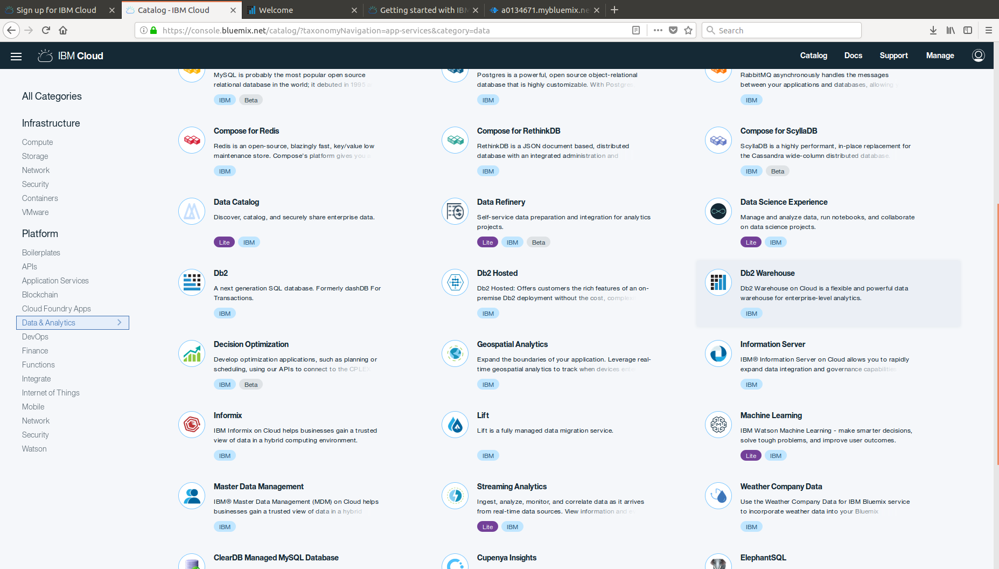 Sign up for IBM Cloud
Catalog - IBM Cloud
Welcome
Getting started with IBM
a0134671.mybluemix.ne
https://console.bluemix.net/catalog/?taxonomyNavigation=app-services&category=data
Search
IBM Cloud
Catalog
Docs
Support
Manage
All Categories
Infrastructure
Compute
Storage
Network
Security
Containers
VMware
Platform
Boilerplates
APIs
Application Services
Blockchain
Cloud Foundry Apps
Data & Analytics
DevOps
Finance
Functions
Integrate
Internet of Things
Mobile
Network
Security
Watson
MySQL is probably the most popular open source
relational database in the world; it debuted in 1995
IBM
Beta
Postgres is a powerful, open source object-relational
database that is highly customizable. With Postgres
IBM
RabbitMQ asynchronously handles the messages
between your applications and databases, allowing
IBM
Compose for Redis
Redis is an open-source, blazingly fast, key/value low
maintenance store. Compose's platform gives you a
IBM
Compose for RethinkDB
RethinkDB is a JSON document based, distributed
database with an integrated administration and
IBM
Compose for ScyllaDB
ScyllaDB is a highly performant, in-place replacement for
the Cassandra wide-column distributed database.
IBM
Beta
Data Catalog
Discover, catalog, and securely share enterprise data.
Lite
IBM
Data Refinery
Self-service data preparation and integration for analytics
projects.
Lite
IBM
Beta
Data Science Experience
Manage and analyze data, run notebooks, and collaborate
on data science projects.
Lite
IBM
Db2
A next generation SQL database. Formerly dashDB For
Transactions.
IBM
Db2 Hosted
Db2 Hosted: Offers customers the rich features of an on-
premise Db2 deployment without the cost, complexi
IBM
Db2 Warehouse
Db2 Warehouse on Cloud is a flexible and powerful data
warehouse for enterprise-level analytics.
IBM
Decision Optimization
Develop optimization applications, such as planning or
scheduling, using our APIs to connect to the CPLEX
IBM
Beta
Geospatial Analytics
Expand the boundaries of your application. Leverage real-
time geospatial analytics to track when devices ente
IBM
Information Server
IBM® Information Server on Cloud allows you to rapidly
expand data integration and governance capabilities
IBM
Informix
IBM Informix on Cloud helps businesses gain a trusted
view of data in a hybrid computing environment.
IBM
Lift
Lift is a fully managed data migration service.
IBM
Machine Learning
IBM Watson Machine Learning - make smarter decisions,
solve tough problems, and improve user outcomes.
Lite
IBM
Master Data Management
IBM® Master Data Management (MDM) on Cloud helps
businesses gain a trusted view of data in a hybrid
IBM
Streaming Analytics
Ingest, analyze, monitor, and correlate data as it arrives
from real-time data sources. View information and
Lite
IBM
Weather Company Data
Use the Weather Company Data for IBM Bluemix service
to incorporate weather data into your Bluemix
IBM
ClearDB Managed MySQL Database
Cupenya Insights
ElephantSQL